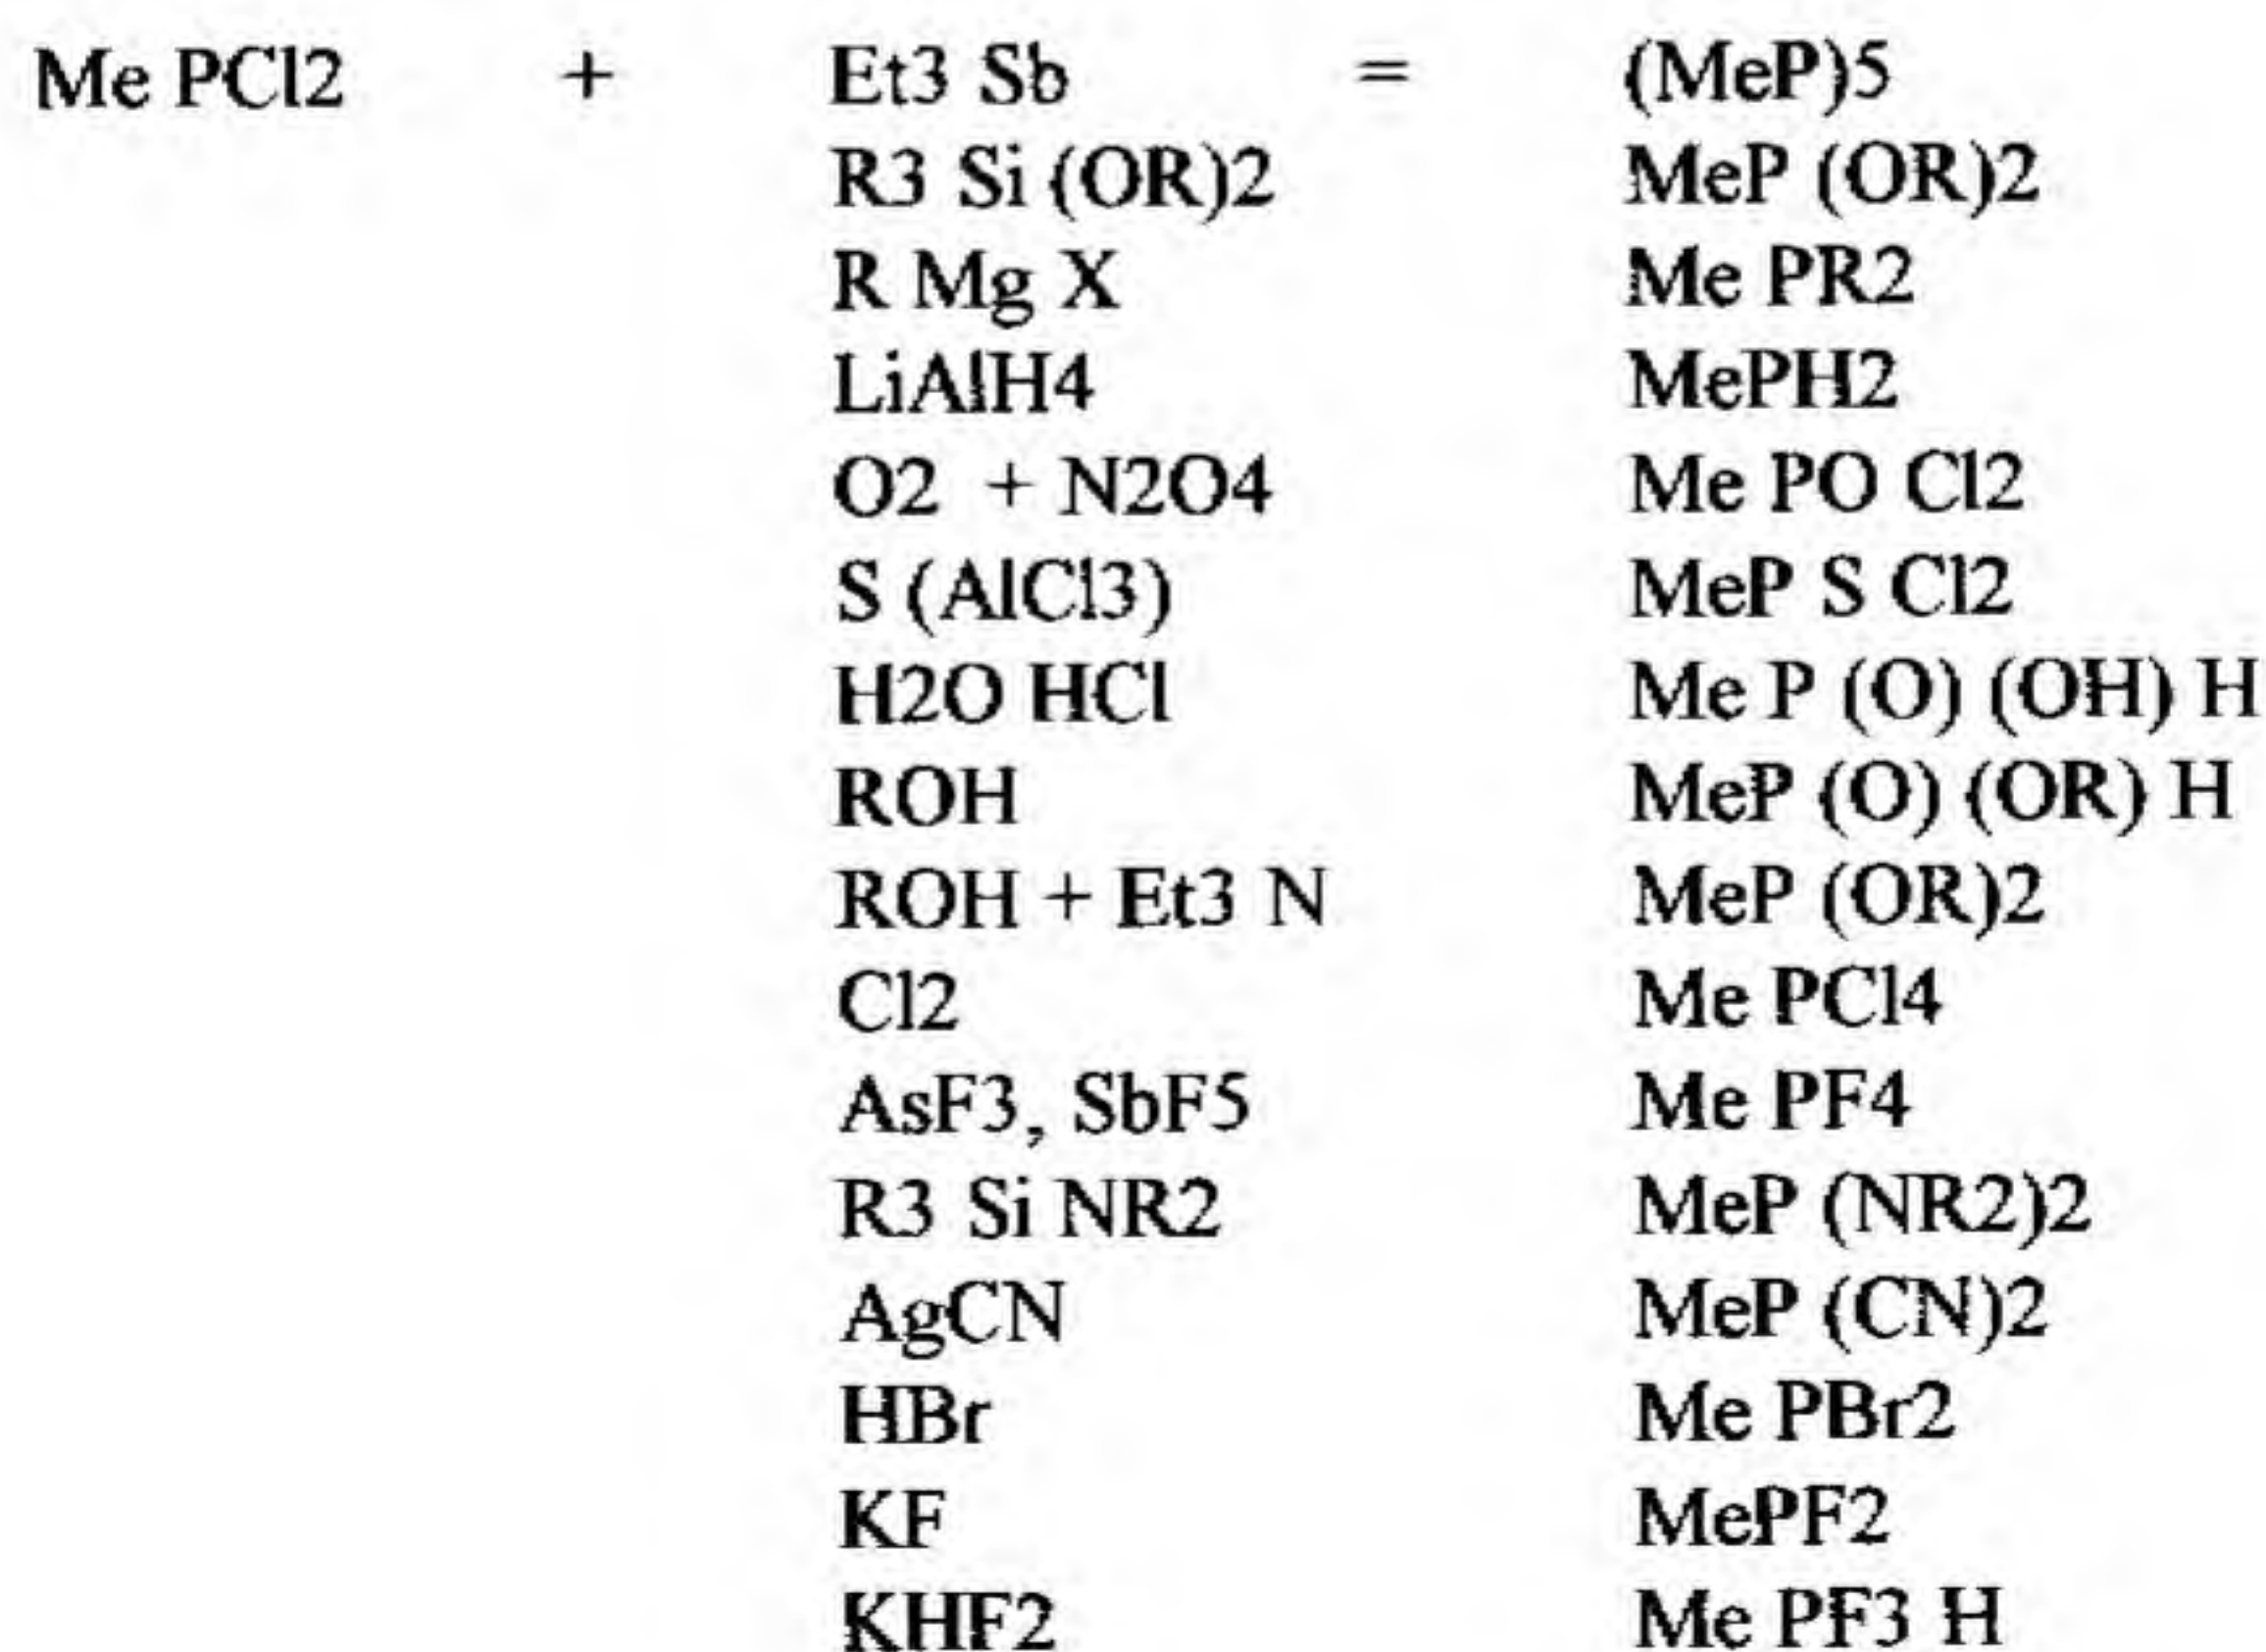 Me PCl2 + Et3 Sb = (MeP)5
R3 Si (OR)2 MeP (OR)2
R Mg X Me PR2
LiAlH4 MePH2
O2 + N2O4 Me PO Cl2
S (AlCl3) MeP S Cl2
H2O HCl Me P (O) (OH) H
ROH MeP (O) (OR) H
ROH + Et3 N MeP (OR)2
Cl2 Me PCl4
AsF3, SbF5 Me PF4
R3 Si NR2 MeP (NR2)2
AgCN MeP (CN)2
HBr Me PBr2
KF MePF2
KHF2 Me PF3 H